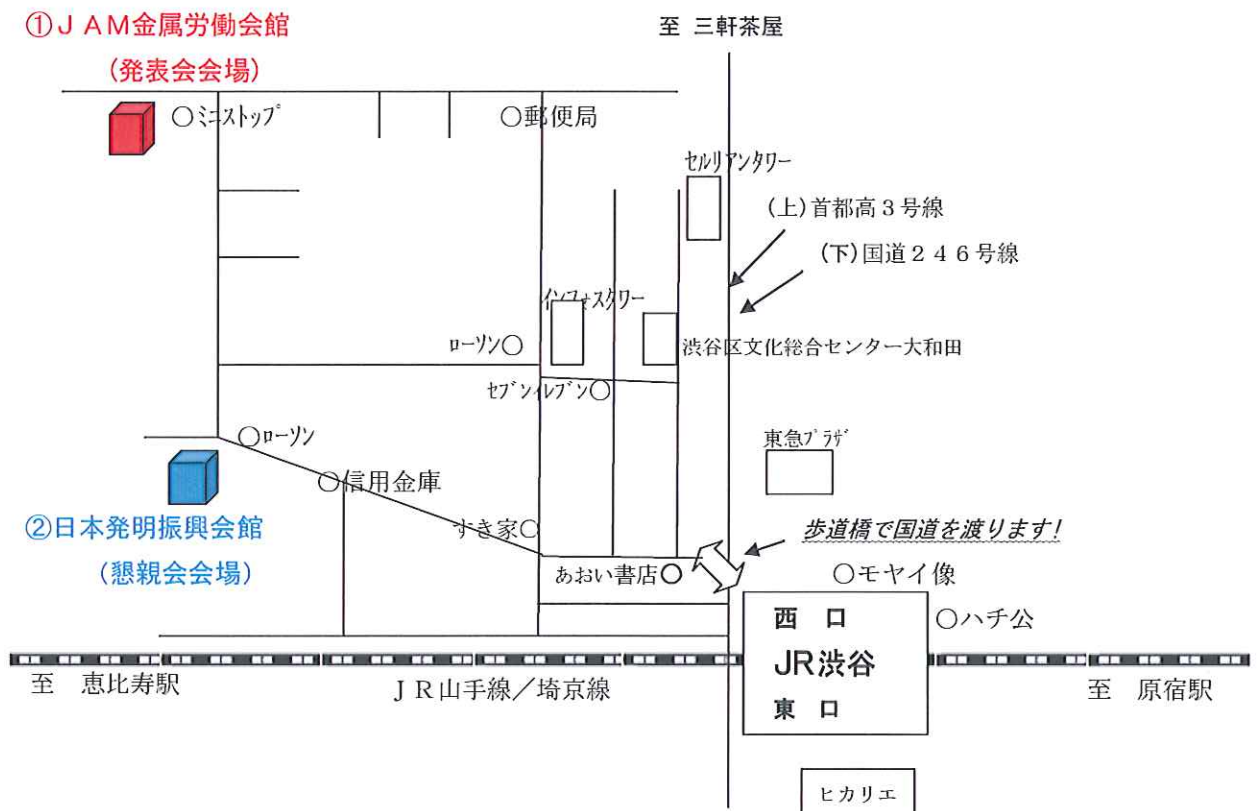 ①ＪＡＭ金属労働会館
(発表会会場)
至 三軒茶屋
○ﾐﾆｽﾄｯﾌﾟ
○郵便局
ｾﾙﾘｱﾝﾀﾜｰ
(上)首都高３号線
(下)国道２４６号線
ｲﾝﾌｫｽﾀﾜｰ
ﾛｰｿﾝ○
渋谷区文化総合センター大和田
ｾﾌﾞﾝｲﾚﾌﾞﾝ○
○ﾛｰｿﾝ
東急ﾌﾟﾗｻﾞ
○信用金庫
②日本発明振興会館
(懇親会会場)
すき家○
歩道橋で国道を渡ります!
あおい書店○
○モヤイ像
西 口
○ハチ公
JR渋谷
至 恵比寿駅
ＪＲ山手線／埼京線
至 原宿駅
東 口
ヒカリエ